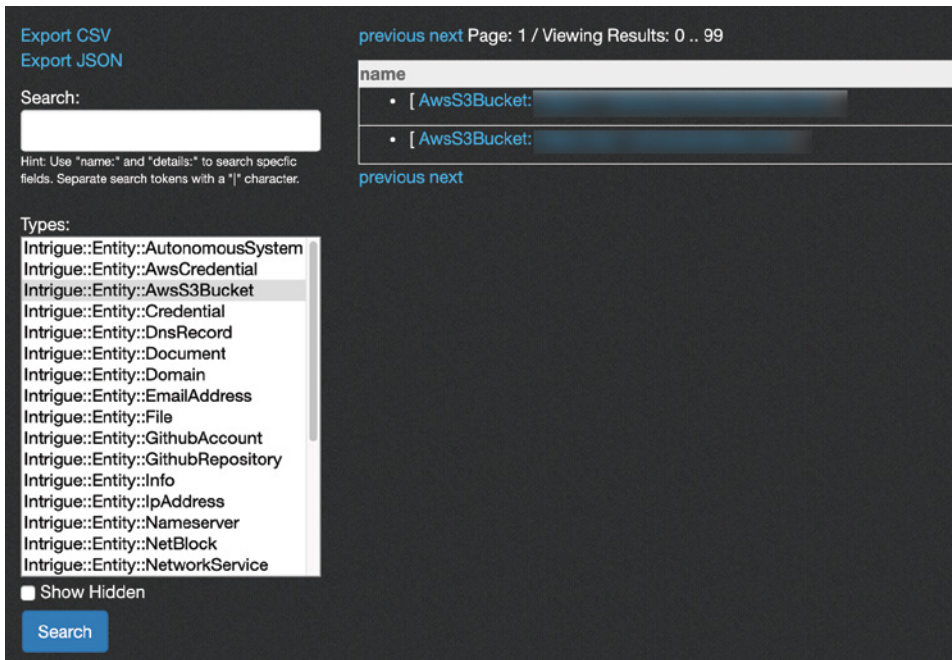 Export CSV
Export JSON
Search:
Hint: Use "name:" and "details:" to search specfic
fields. Separate search tokens with a "|" character.
Types:
Intrigue::Entity::AutonomousSystem
Intrigue::Entity::AwsCredential
Intrigue::Entity::AwsS3Bucket
Intrigue::Entity::Credential
Intrigue::Entity::DnsRecord
Intrigue::Entity::Document
Intrigue::Entity::Domain
Intrigue::Entity::EmailAddress
Intrigue::Entity::File
Intrigue::Entity::GithubAccount
Intrigue::Entity::GithubRepository
Intrigue::Entity::Info
Intrigue::Entity::IpAddress
Intrigue::Entity::Nameserver
Intrigue::Entity::NetBlock
Intrigue::Entity::NetworkService
Show Hidden
Search
previous next Page: 1 / Viewing Results: 0 .. 99
name
• [ AwsS3Bucket:
• [ AwsS3Bucket:
previous next